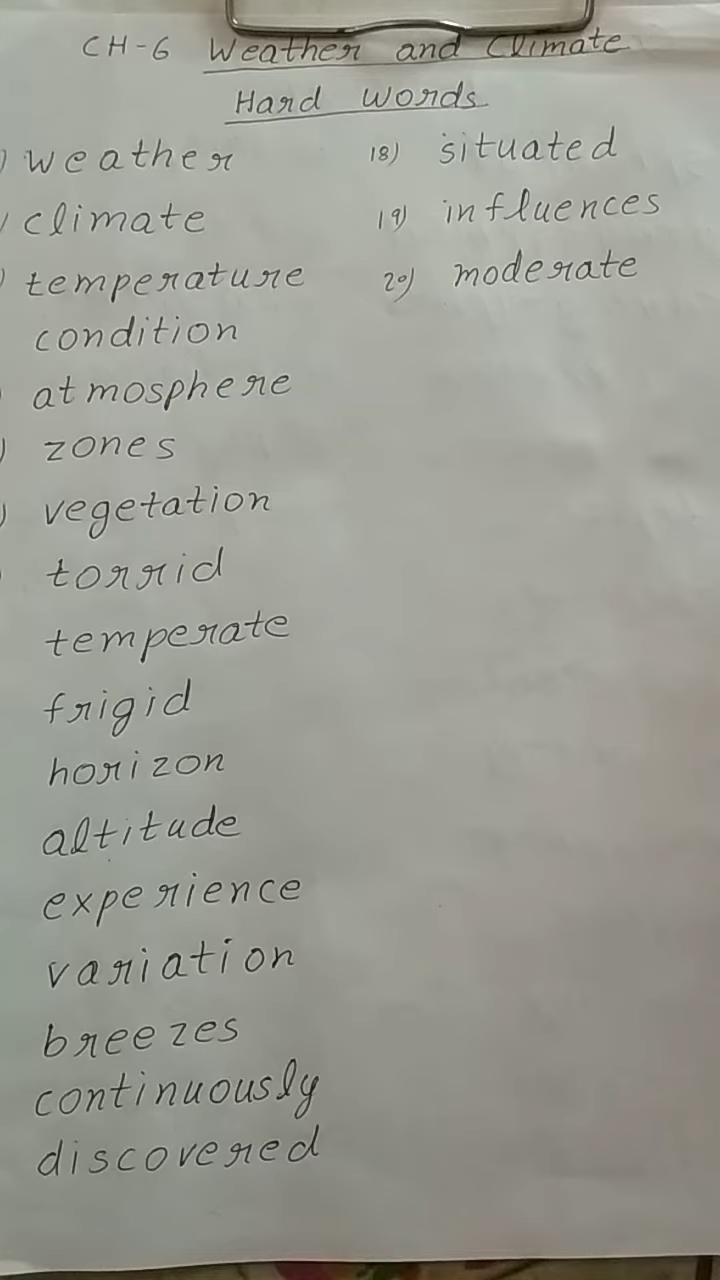 CH-6 Weather and Climate
Hard Words
) weather
) climate
) temperature
condition
atmosphere
) zones
) vegetation
torrid
temperate
frigid
horizon
altitude
experience
variation
breezes
continuously
discovered
18) situated
19) influences
20) moderate